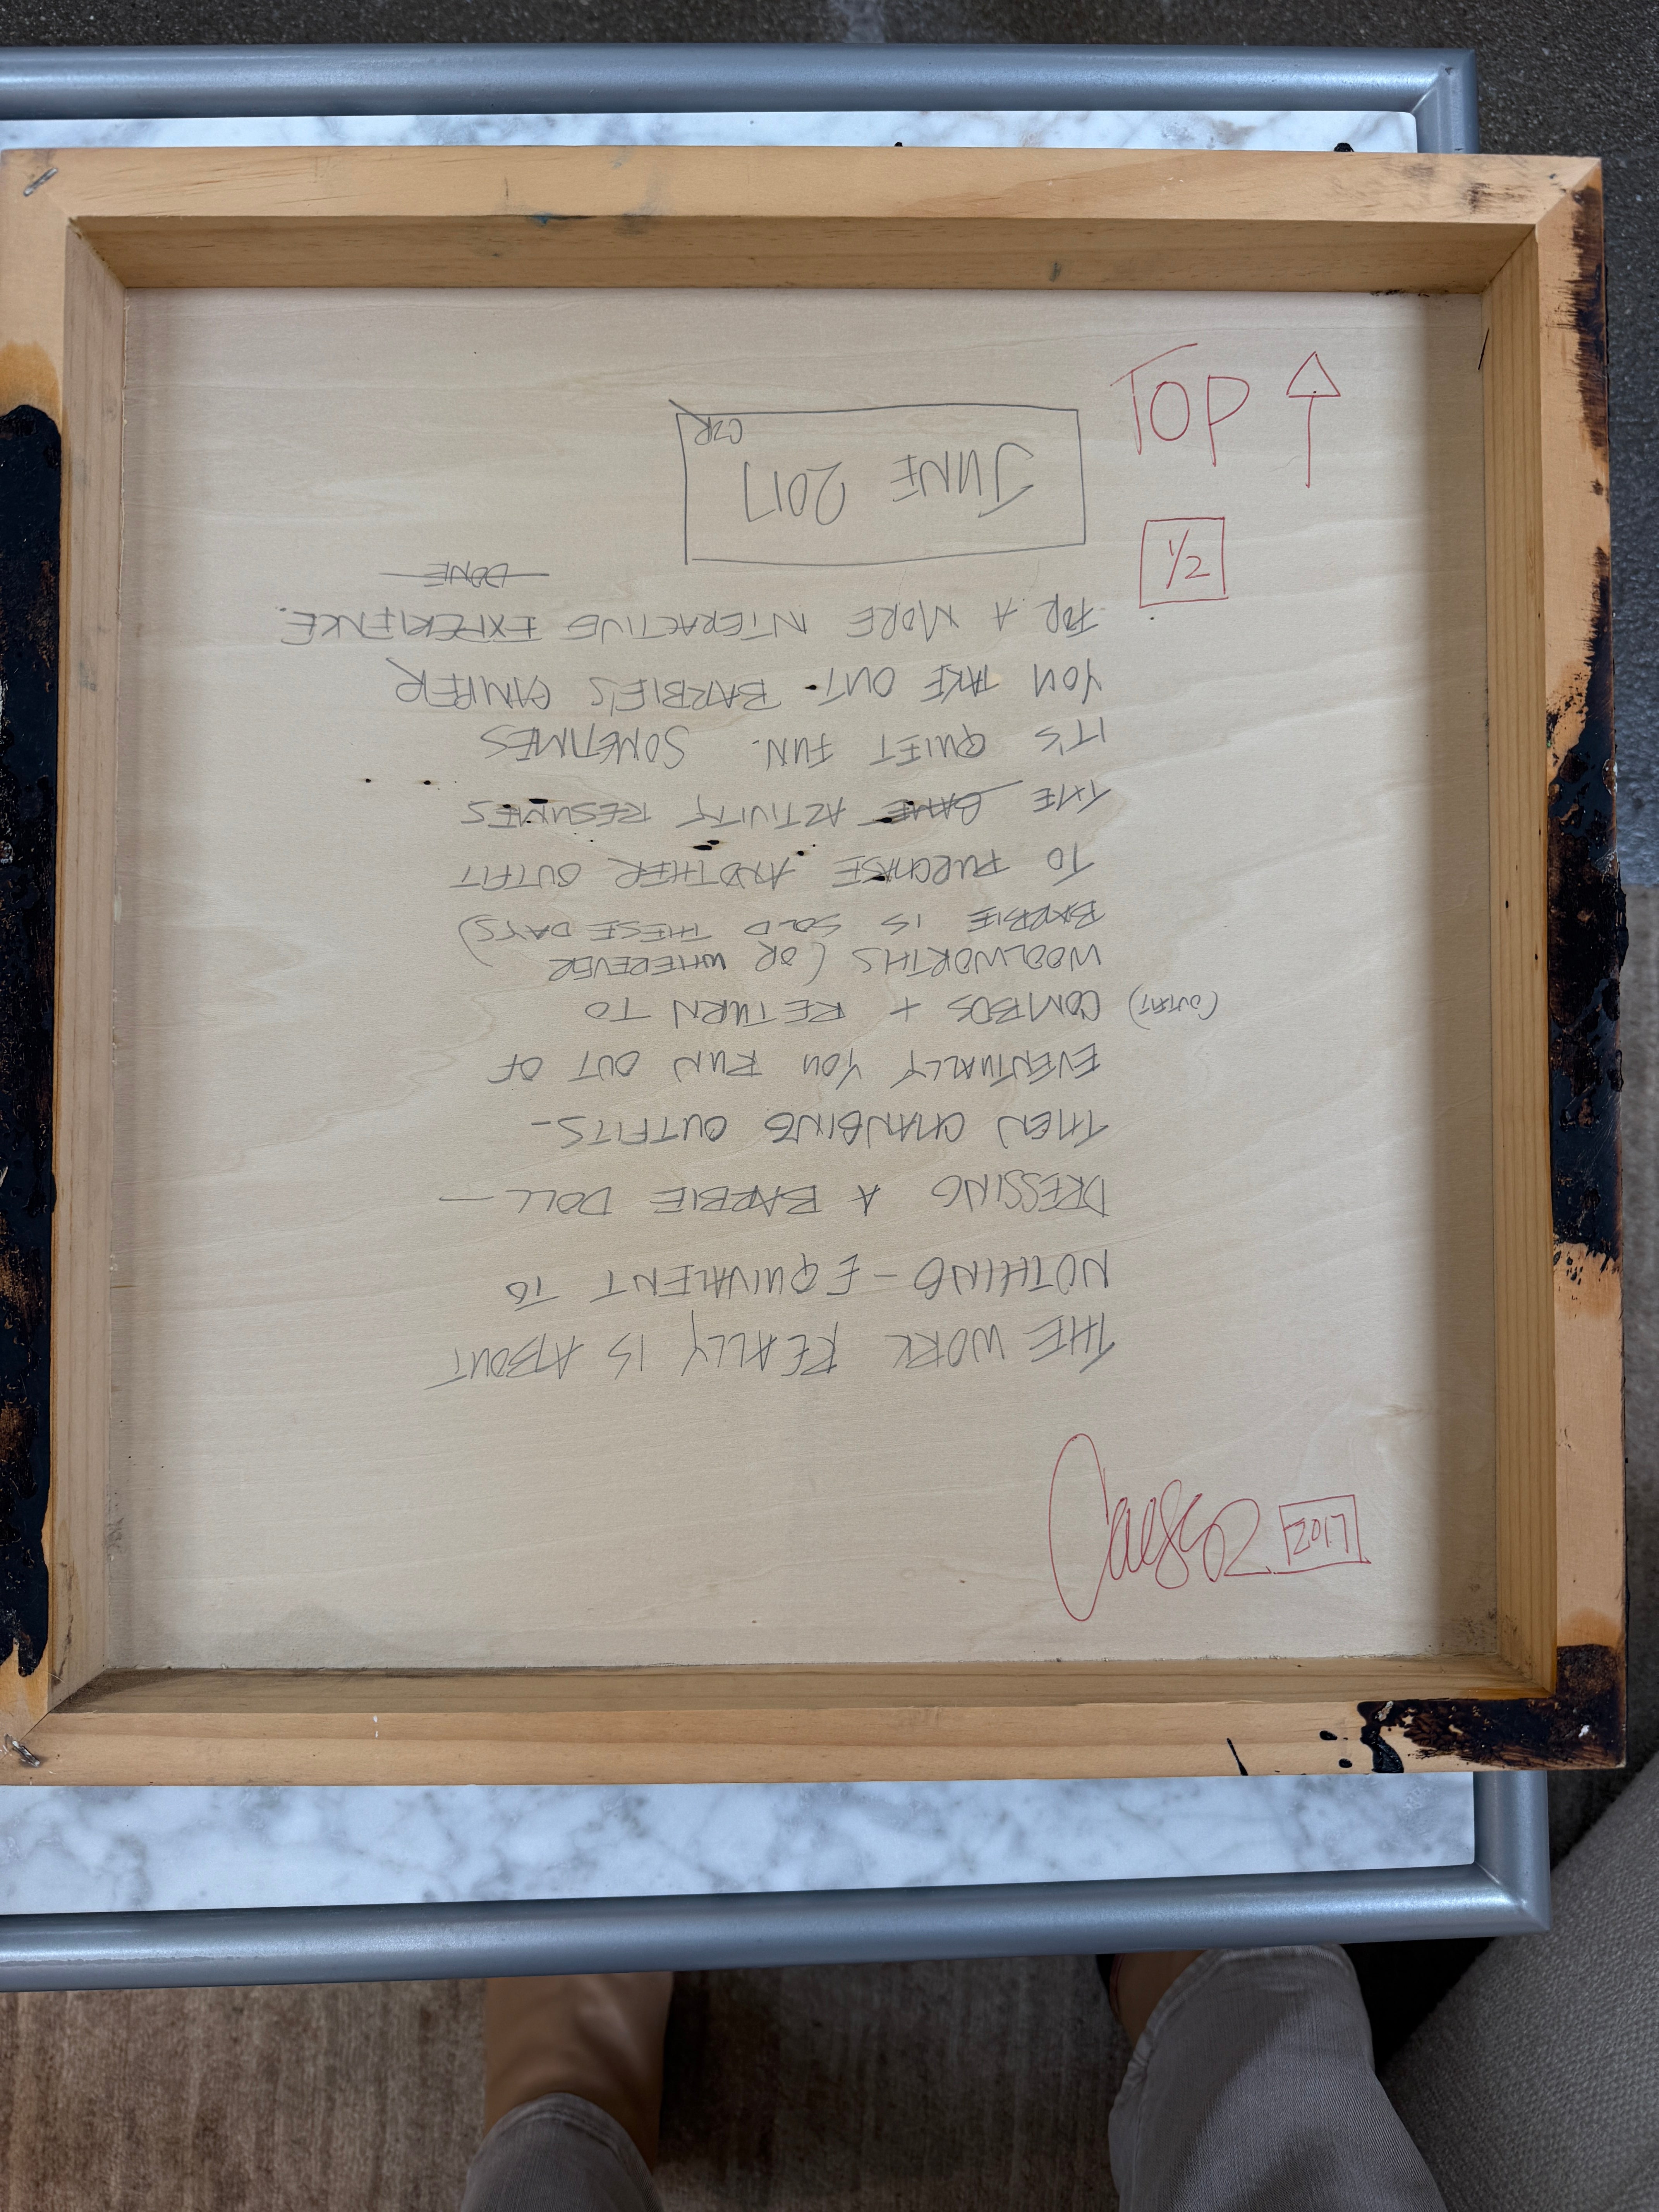 TOP
1/2
THE WORK REALLY IS ABOUT
NOTHING - EQUIVALENT TO
DRESSING A BARBIE DOLL —
THEN CHANGING OUTFITS -
EVENTUALLY YOU RUN OUT OF
(OUTFIT) COMBOS + RETURN TO
WOOLWORTHS (OR WHEREVER
BARBIE IS SOLD THESE DAYS)
TO PURCHASE ANOTHER OUTFIT
THE GAME ACTIVITY RESUMES
IT'S QUIET FUN. SOMETIMES
YOU TAKE OUT BARBIE'S CAMPER
FOR A MORE INTERACTIVE EXPERIENCE.
DONE
JUNE 2017
CZR
2017